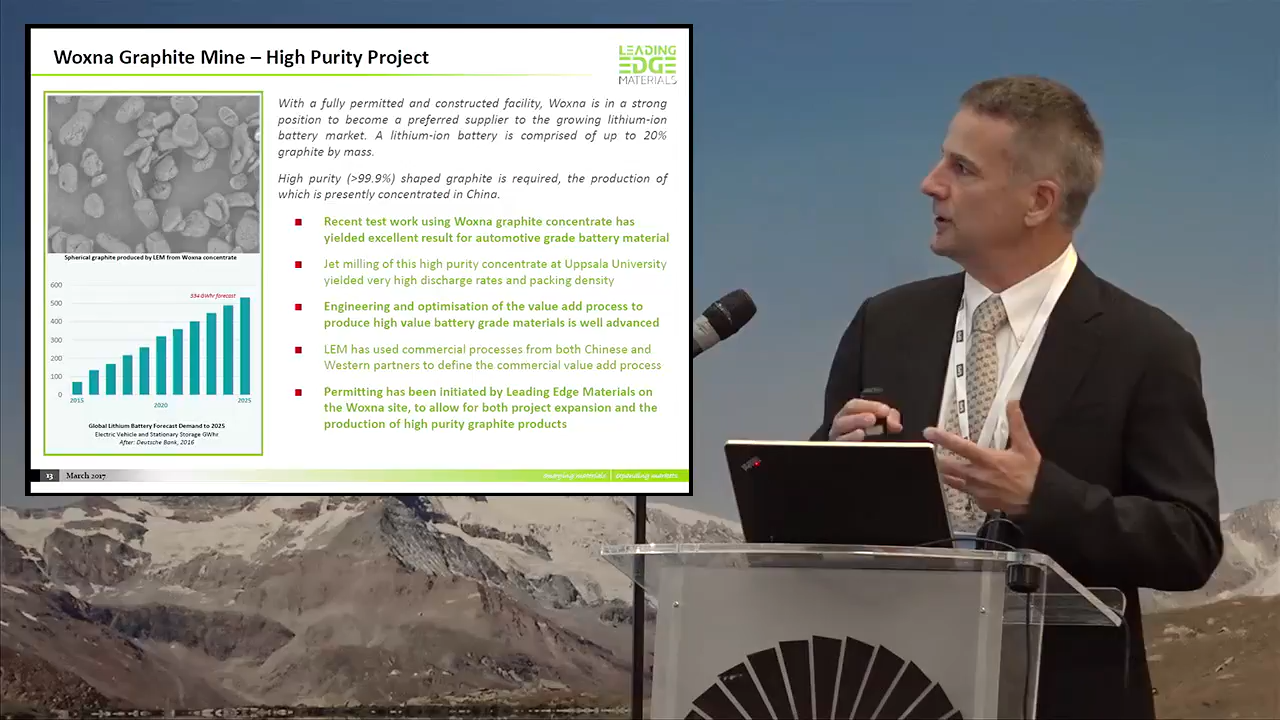 Woxna Graphite Mine – High Purity Project
LEADING
EDGE
MATERIALS
With a fully permitted and constructed facility, Woxna is in a strong
position to become a preferred supplier to the growing lithium-ion
battery market. A lithium-ion battery is comprised of up to 20%
graphite by mass.
High purity (>99.9%) shaped graphite is required, the production of
which is presently concentrated in China.
Recent test work using Woxna graphite concentrate has
yielded excellent result for automotive grade battery material
Jet milling of this high purity concentrate at Uppsala University
yielded very high discharge rates and packing density
Engineering and optimisation of the value add process to
produce high value battery grade materials is well advanced
LEM has used commercial processes from both Chinese and
Western partners to define the commercial value add process
Permitting has been initiated by Leading Edge Materials on
the Woxna site, to allow for both project expansion and the
production of high purity graphite products
Spherical graphite produced by LEM from Woxna concentrate
600
500
400
300
200
100
0
534 GWhr forecast
2015
2020
2025
Global Lithium Battery Forecast Demand to 2025
Electric Vehicle and Stationary Storage GWhr
After: Deutsche Bank, 2016
13 March 2017
emerging materials | expanding markets